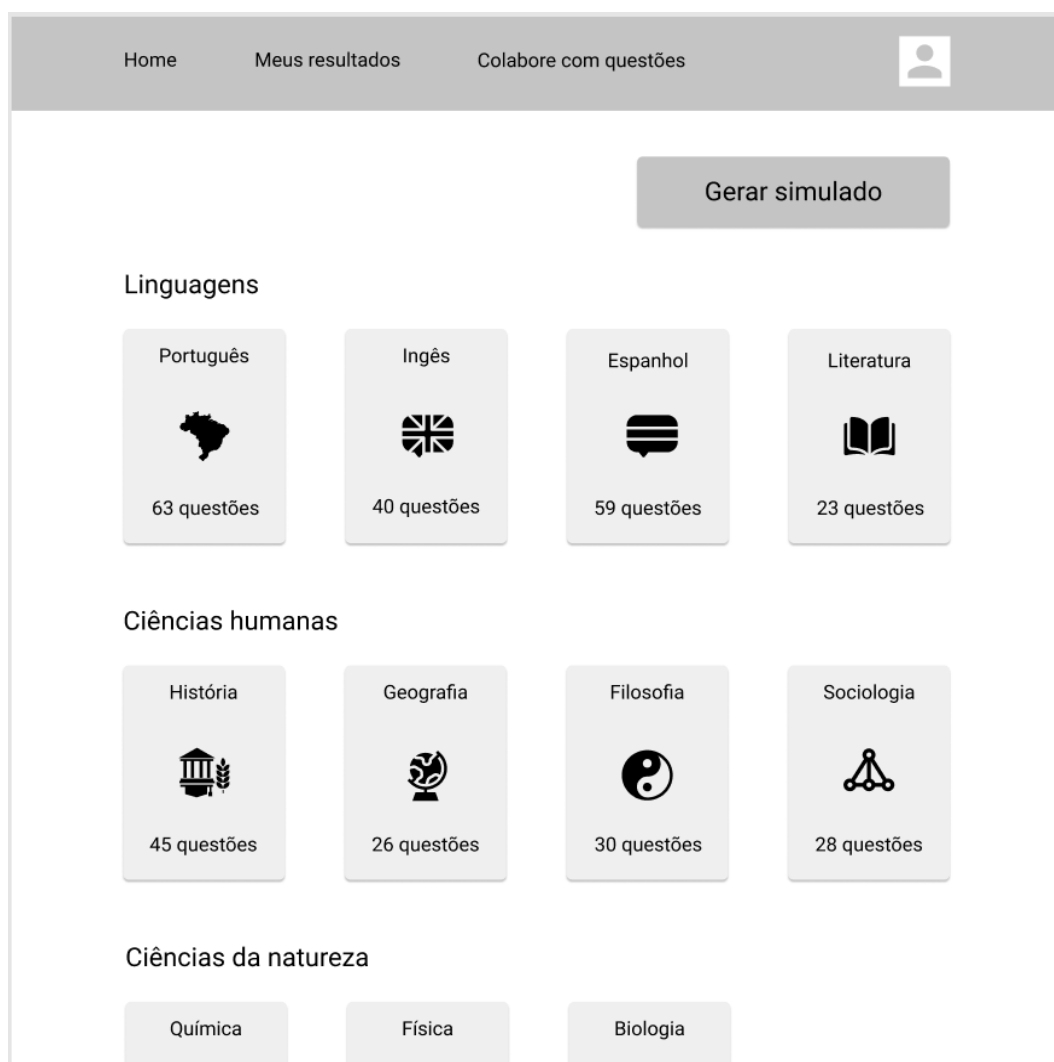 Home Meus resultados Colabore com questões
Gerar simulado
Linguagens
Português Ingês Espanhol Literatura
63 questões 40 questões 59 questões 23 questões
Ciências humanas
História Geografia Filosofia Sociologia
45 questões 26 questões 30 questões 28 questões
Ciências da natureza
Química Física Biologia